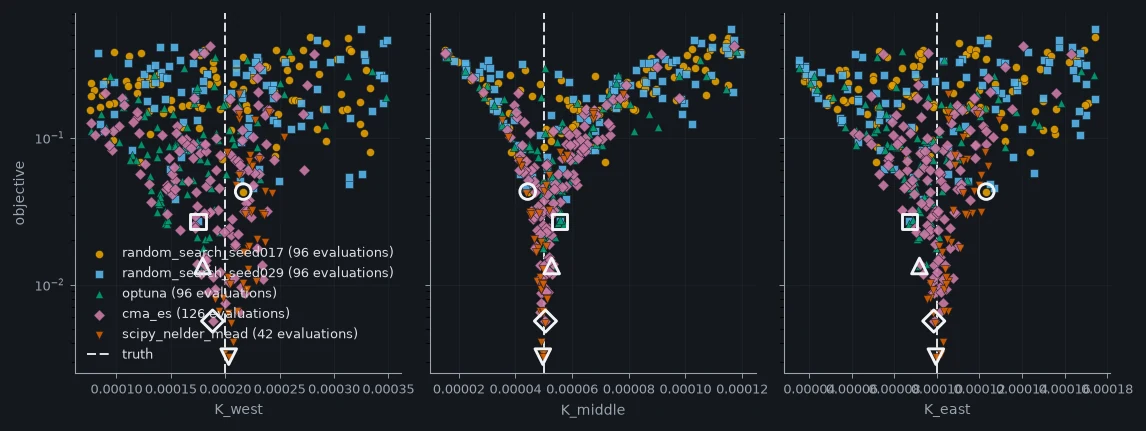 objective
10⁻¹
10⁻²
random_search_seed017 (96 evaluations)
random_search_seed029 (96 evaluations)
optuna (96 evaluations)
cma_es (126 evaluations)
scipy_nelder_mead (42 evaluations)
truth
0.00010 0.00015 0.00020 0.00025 0.00030 0.00035
K_west
0.00002 0.00004 0.00006 0.00008 0.00010 0.00012
K_middle
0.00004 0.00006 0.00008 0.00010 0.00012 0.00014 0.00016 0.00018
K_east